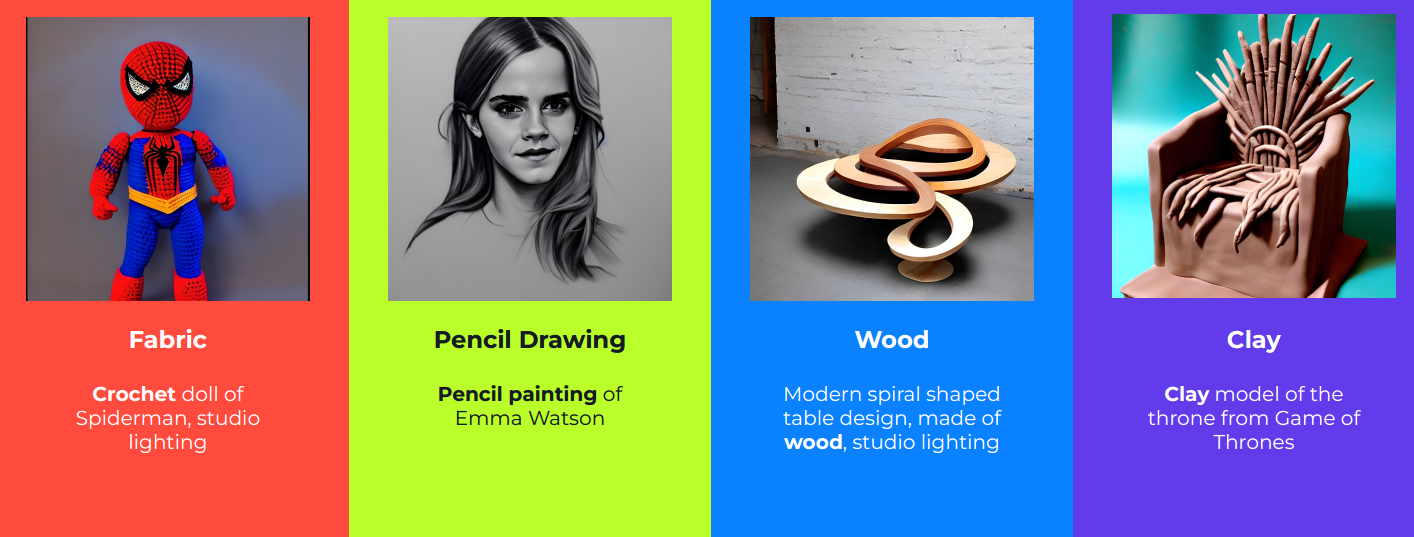 Fabric
Crochet doll of
Spiderman, studio
lighting
Pencil Drawing
Pencil painting of
Emma Watson
Wood
Modern spiral shaped
table design, made of
wood, studio lighting
Clay
Clay model of the
throne from Game of
Thrones